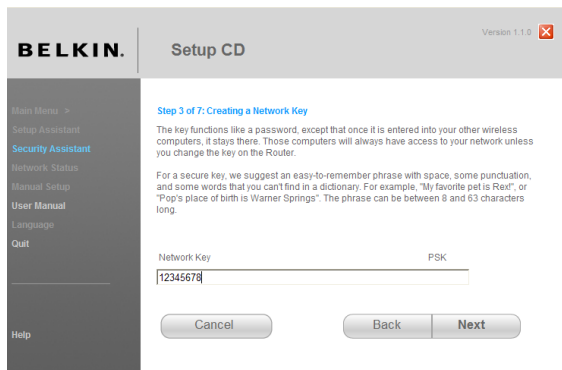 Version 1.1.0
BELKIN.
Setup CD
Main Menu >
Setup Assistant
Security Assistant
Network Status
Manual Setup
User Manual
Language
Quit
Help
Step 3 of 7: Creating a Network Key
The key functions like a password, except that once it is entered into your other wireless
computers, it stays there. Those computers will always have access to your network unless
you change the key on the Router.
For a secure key, we suggest an easy-to-remember phrase with space, some punctuation,
and some words that you can't find in a dictionary. For example, "My favorite pet is Rex!", or
"Pop's place of birth is Warner Springs". The phrase can be between 8 and 63 characters
long.
Network Key PSK
12345678
Cancel Back Next